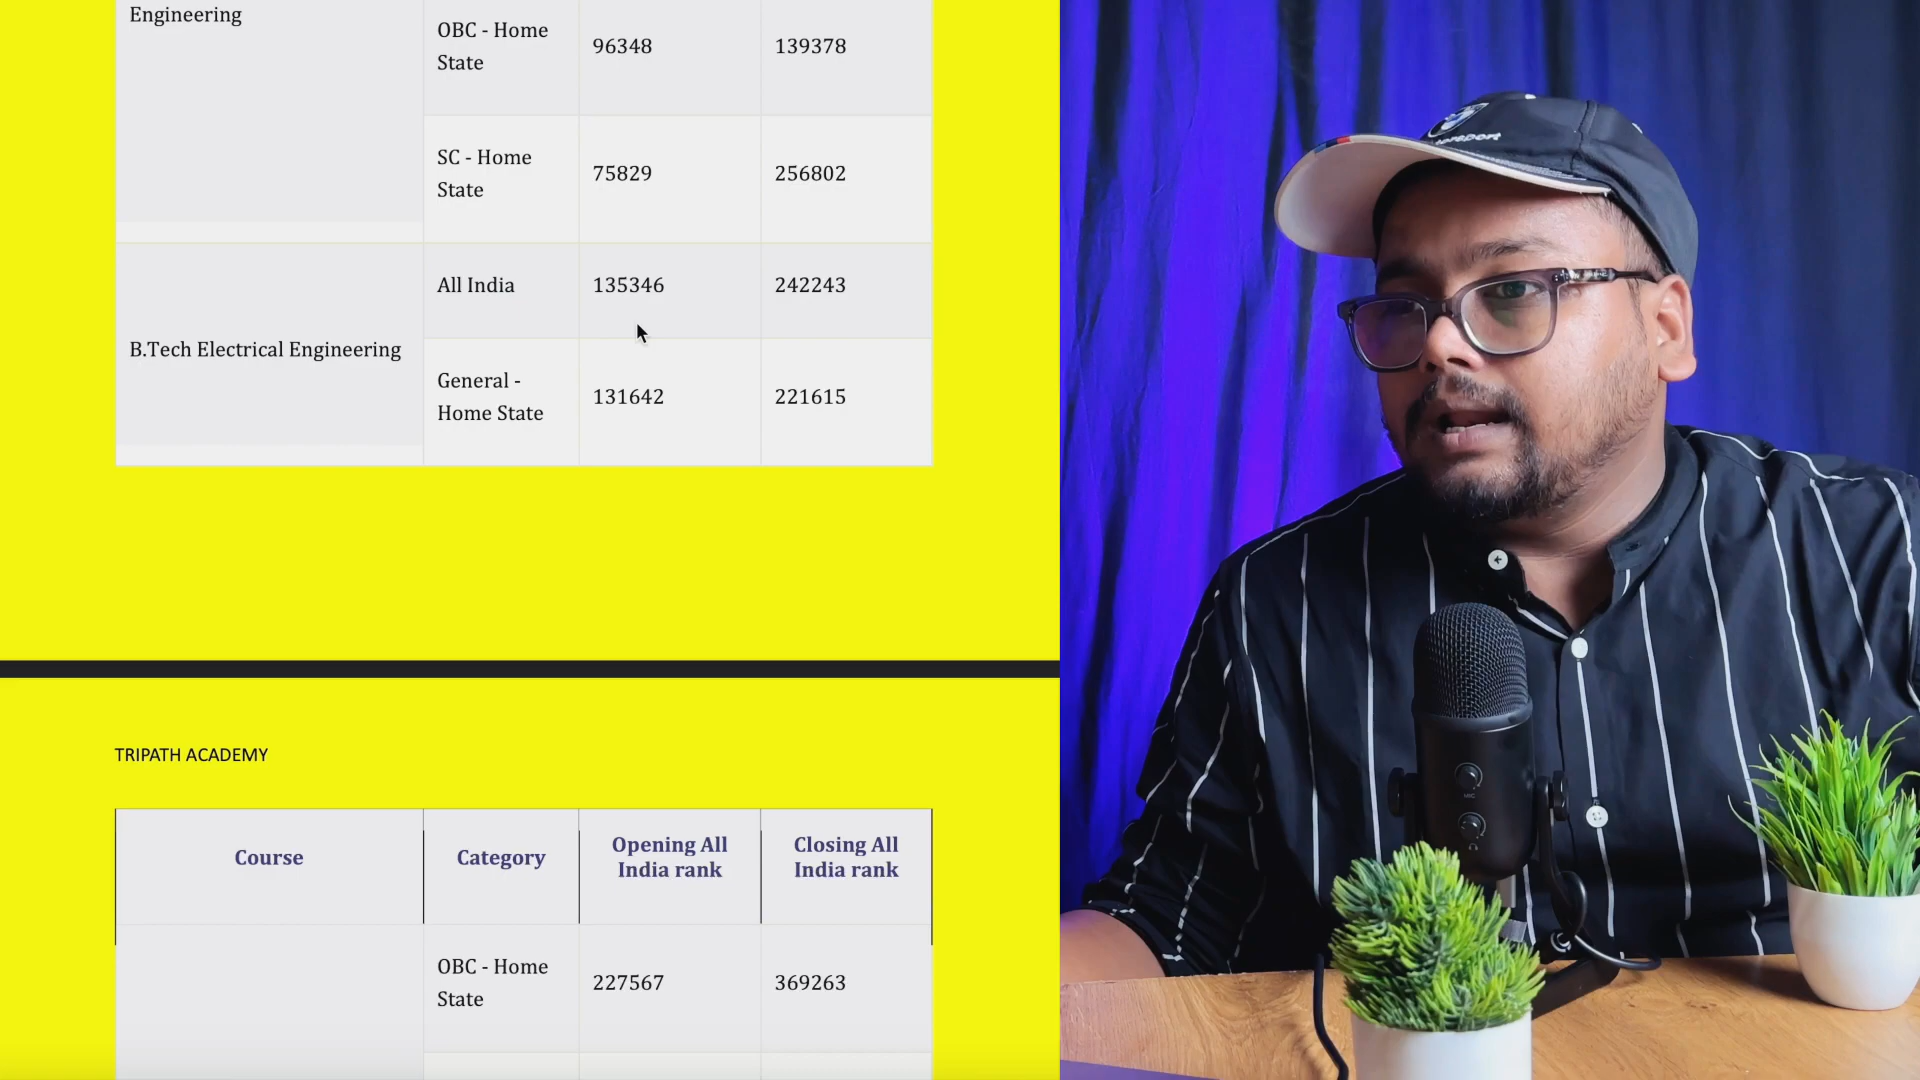 Engineering
OBC - Home
State
96348
139378
SC - Home
State
75829
256802
B.Tech Electrical Engineering
All India
135346
242243
General -
Home State
131642
221615
TRIPATH ACADEMY
Course
Category
Opening All
India rank
Closing All
India rank
OBC - Home
State
227567
369263